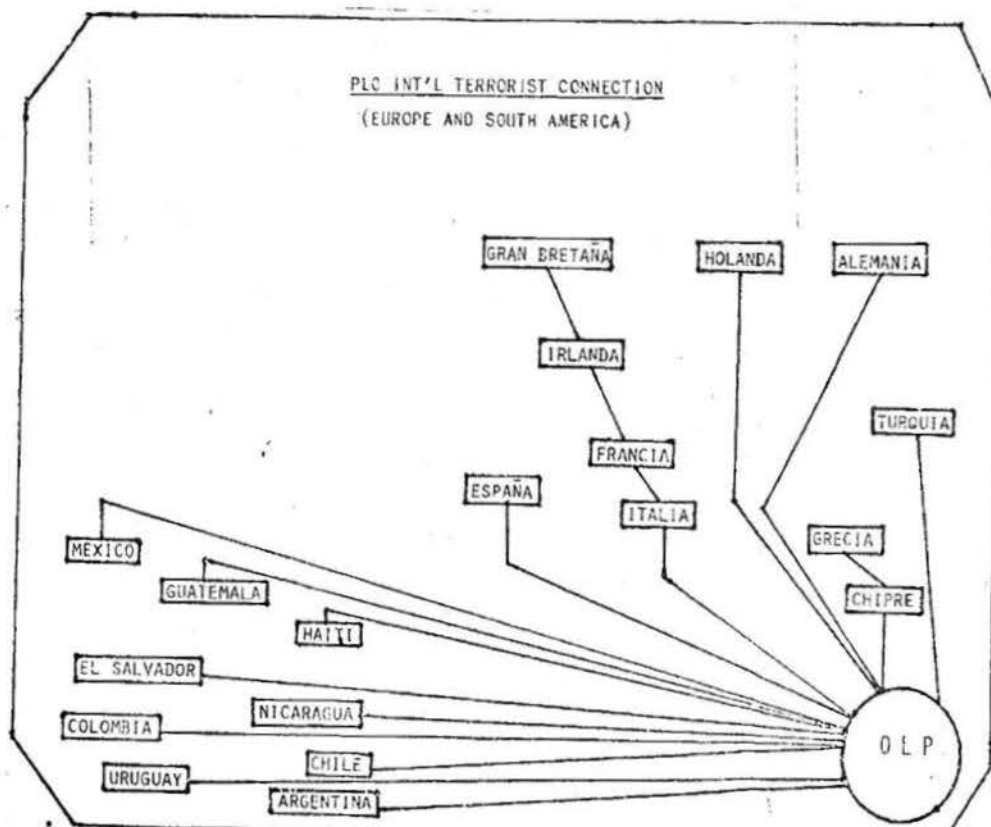 PLO INT'L TERRORIST CONNECTION
(EUROPE AND SOUTH AMERICA)
GRAN BRETAÑA
HOLANDA
ALEMANIA
IRLANDA
TURQUIA
FRANCIA
ESPAÑA
ITALIA
GRECIA
MEXICO
GUATEMALA
CHIPRE
HAITI
EL SALVADOR
NICARAGUA
COLOMBIA
OLP
CHILE
URUGUAY
ARGENTINA